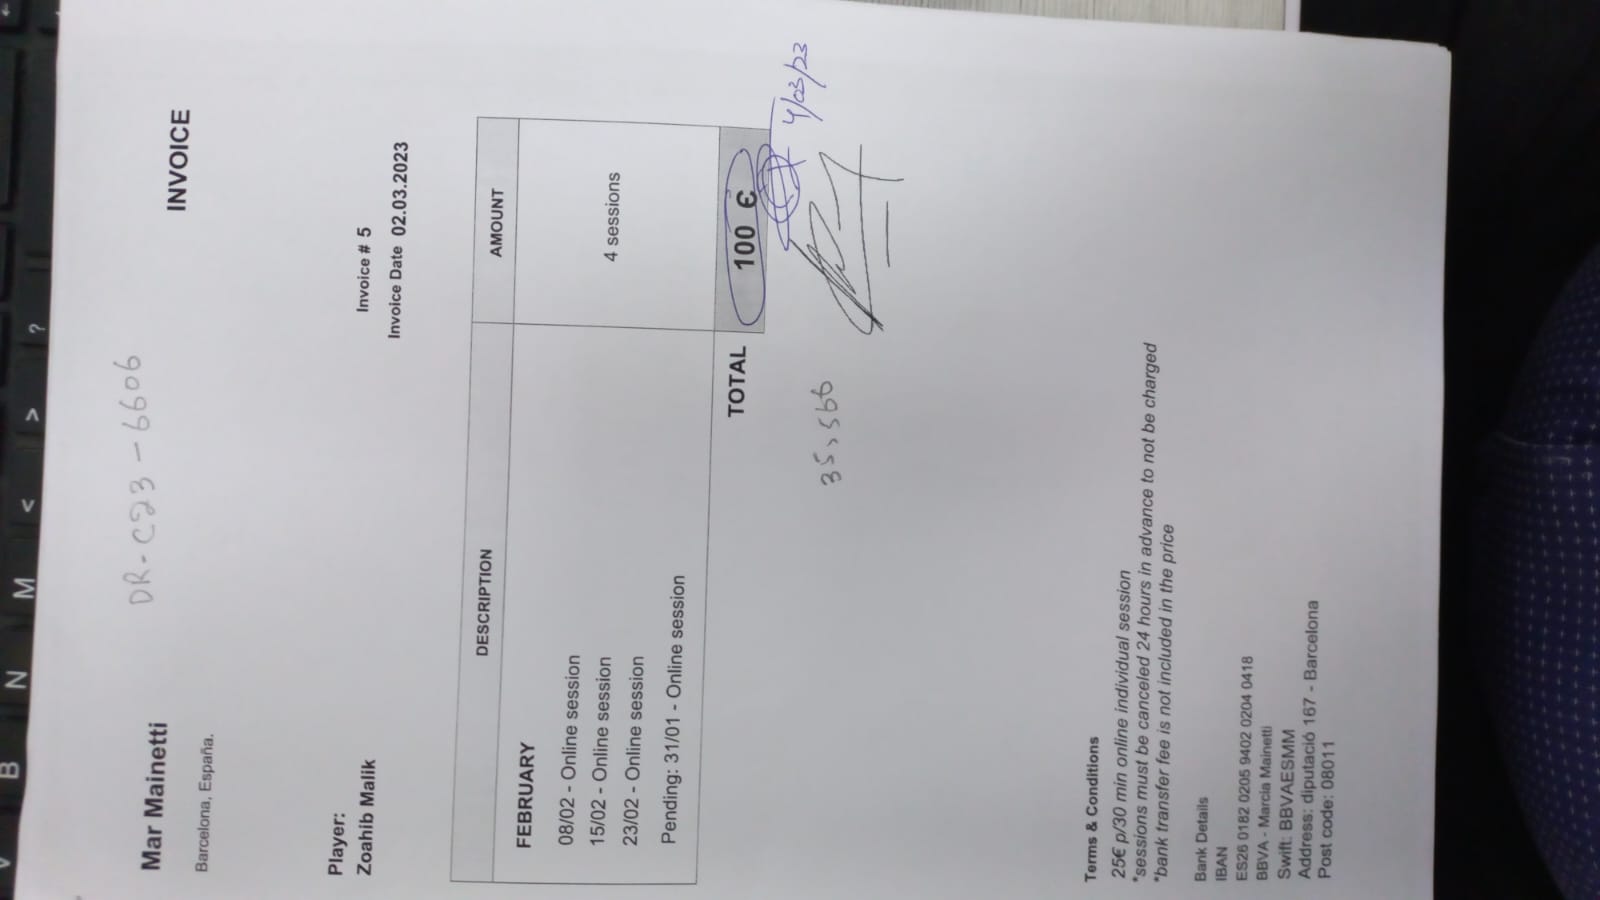 B N M < > ?
DR-C23-6606
Mar Mainetti
INVOICE
Barcelona, España.
Player:
Zoahib Malik
Invoice # 5
Invoice Date 02.03.2023
DESCRIPTION AMOUNT
FEBRUARY
08/02 - Online session
15/02 - Online session
4 sessions
23/02 - Online session
Pending: 31/01 - Online session
TOTAL 100 €
4/03/23
35,566
Terms & Conditions
25€ p/30 min online individual session
*sessions must be canceled 24 hours in advance to not be charged
*bank transfer fee is not included in the price
Bank Details
IBAN
ES26 0182 0205 9402 0204 0418
BBVA - Marcia Mainetti
Swift: BBVAESMM
Address: diputació 167 - Barcelona
Post code: 08011